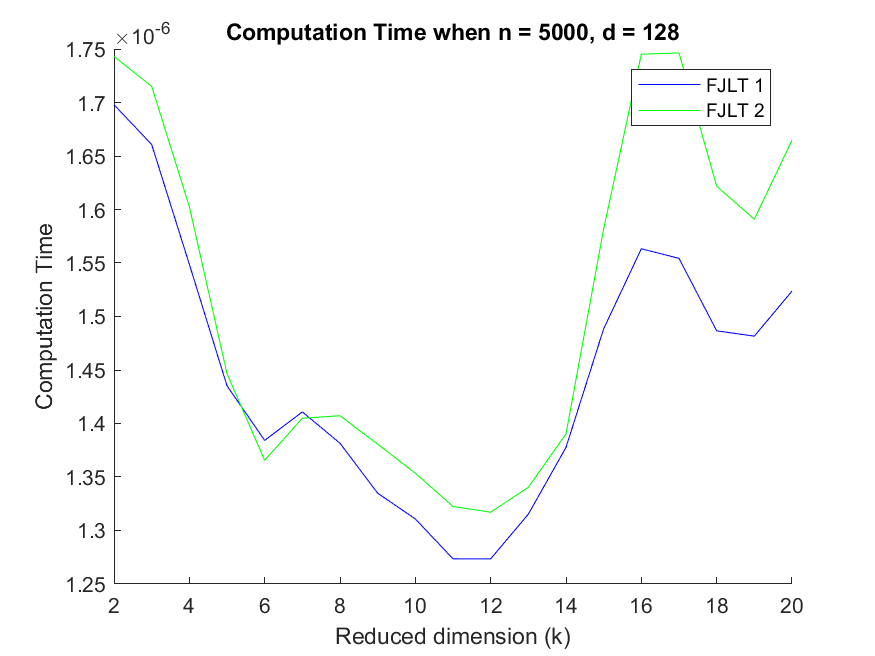 ×10⁻⁶
Computation Time when n = 5000, d = 128
1.75
1.7
1.65
1.6
1.55
1.5
1.45
1.4
1.35
1.3
1.25
Computation Time
FJLT 1
FJLT 2
2 4 6 8 10 12 14 16 18 20
Reduced dimension (k)